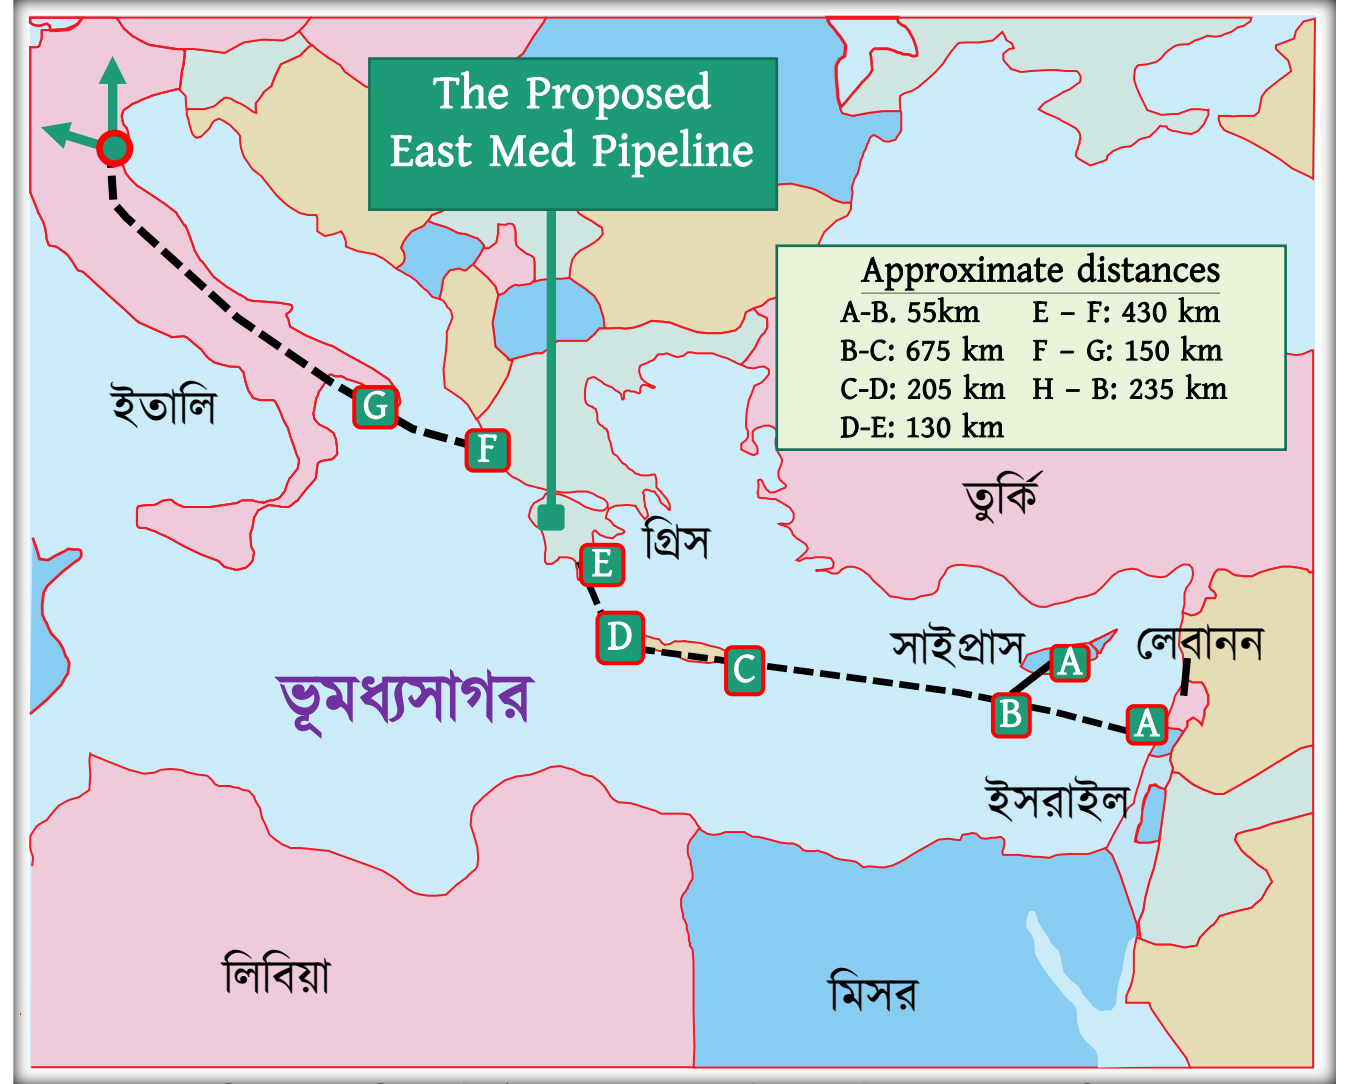 The Proposed
East Med Pipeline
Approximate distances
A-B. 55km E – F: 430 km
B-C: 675 km F – G: 150 km
C-D: 205 km H – B: 235 km
D-E: 130 km
ইতালি
G
F
তুর্কি
গ্রিস
E
D
C
সাইপ্রাস
A
লেবানন
B
A
ভূমধ্যসাগর
ইসরাইল
লিবিয়া
মিসর